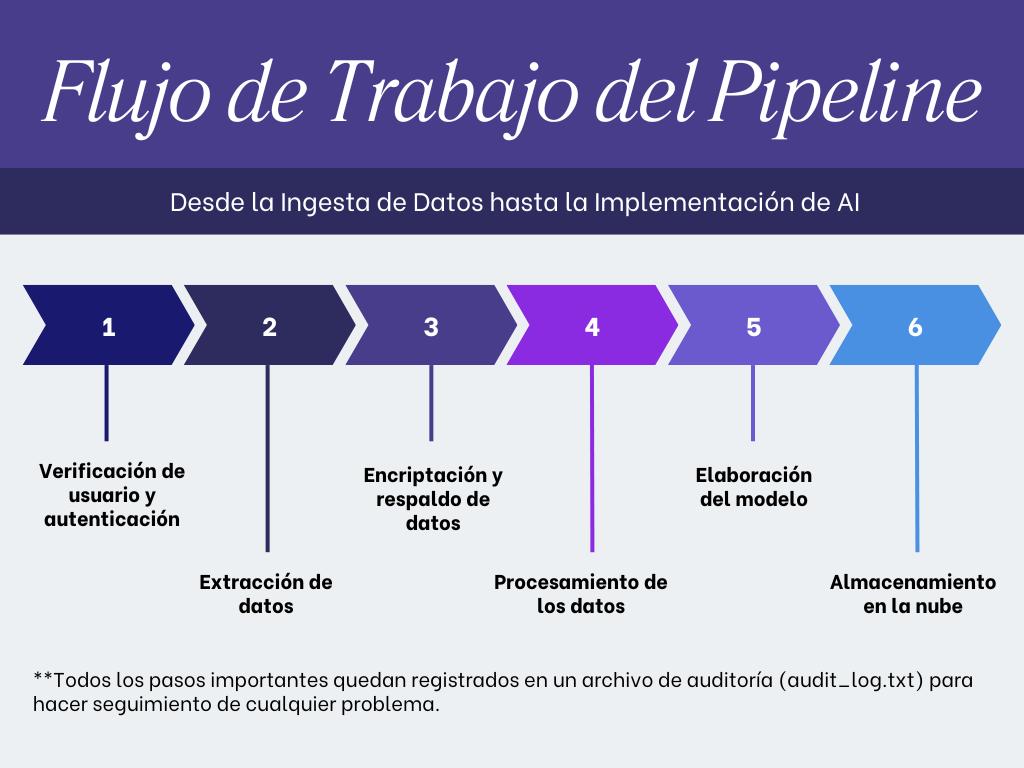 Flujo de Trabajo del Pipeline
Desde la Ingesta de Datos hasta la Implementación de AI
1
2
3
4
5
6
Verificación de
usuario y
autenticación
Extracción de
datos
Encriptación y
respaldo de
datos
Procesamiento de
los datos
Elaboración
del modelo
Almacenamiento
en la nube
**Todos los pasos importantes quedan registrados en un archivo de auditoría (audit_log.txt) para
hacer seguimiento de cualquier problema.